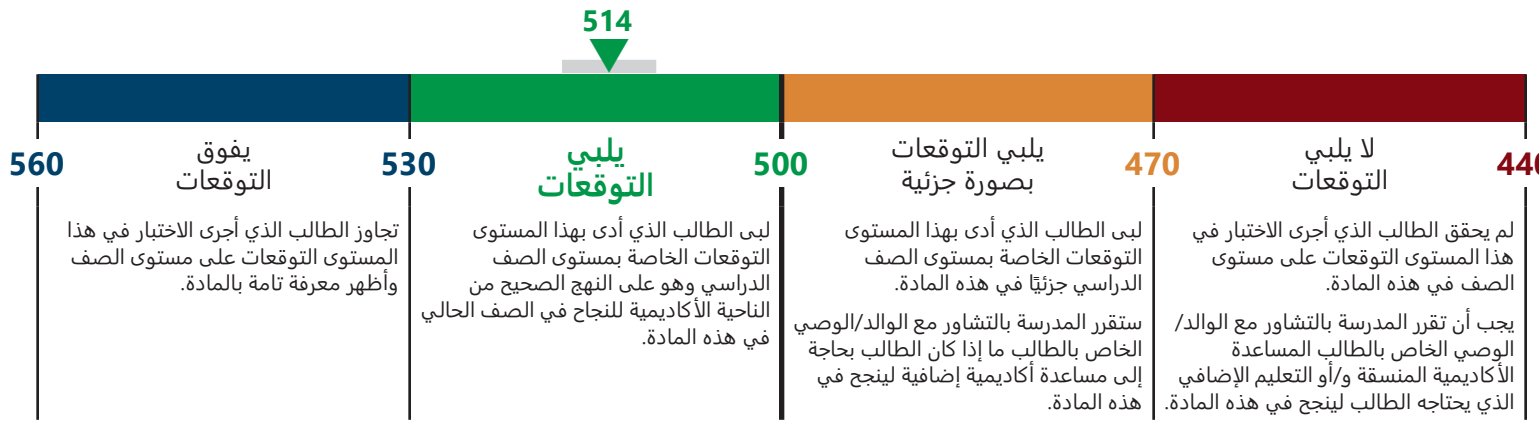 514
440
لا يلبي
التوقعات
470
يلبي التوقعات
بصورة جزئية
500
يلبي
التوقعات
530
يفوق
التوقعات
560
لم يحقق الطالب الذي أجرى الاختبار في
هذا المستوى التوقعات على مستوى
الصف في هذه المادة.
يجب أن تقرر المدرسة بالتشاور مع الوالد/
الوصي الخاص بالطالب المساعدة
الأكاديمية المنسقة و/أو التعليم الإضافي
الذي يحتاجه الطالب لينجح في هذه المادة.
لبى الطالب الذي أدى بهذا المستوى
التوقعات الخاصة بمستوى الصف
الدراسي جزئيًا في هذه المادة.
ستقرر المدرسة بالتشاور مع الوالد/الوصي
الخاص بالطالب ما إذا كان الطالب بحاجة
إلى مساعدة أكاديمية إضافية لينجح في
هذه المادة.
لبى الطالب الذي أدى بهذا المستوى
التوقعات الخاصة بمستوى الصف
الدراسي وهو على النهج الصحيح من
الناحية الأكاديمية للنجاح في الصف الحالي
في هذه المادة.
تجاوز الطالب الذي أجرى الاختبار في هذا
المستوى التوقعات على مستوى الصف
وأظهر معرفة تامة بالمادة.